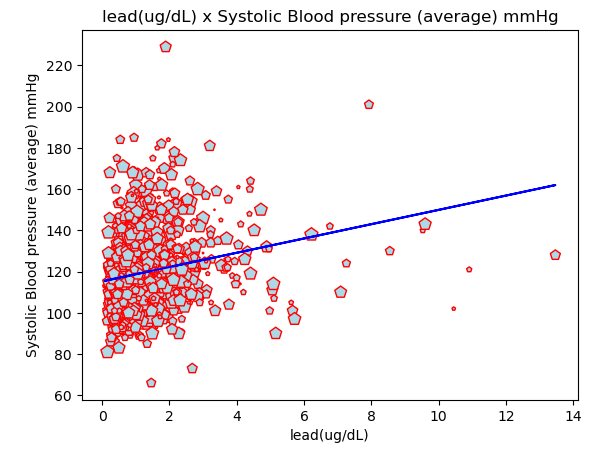 lead(ug/dL) x Systolic Blood pressure (average) mmHg
Systolic Blood pressure (average) mmHg
220
200
180
160
140
120
100
80
60
0 2 4 6 8 10 12 14
lead(ug/dL)